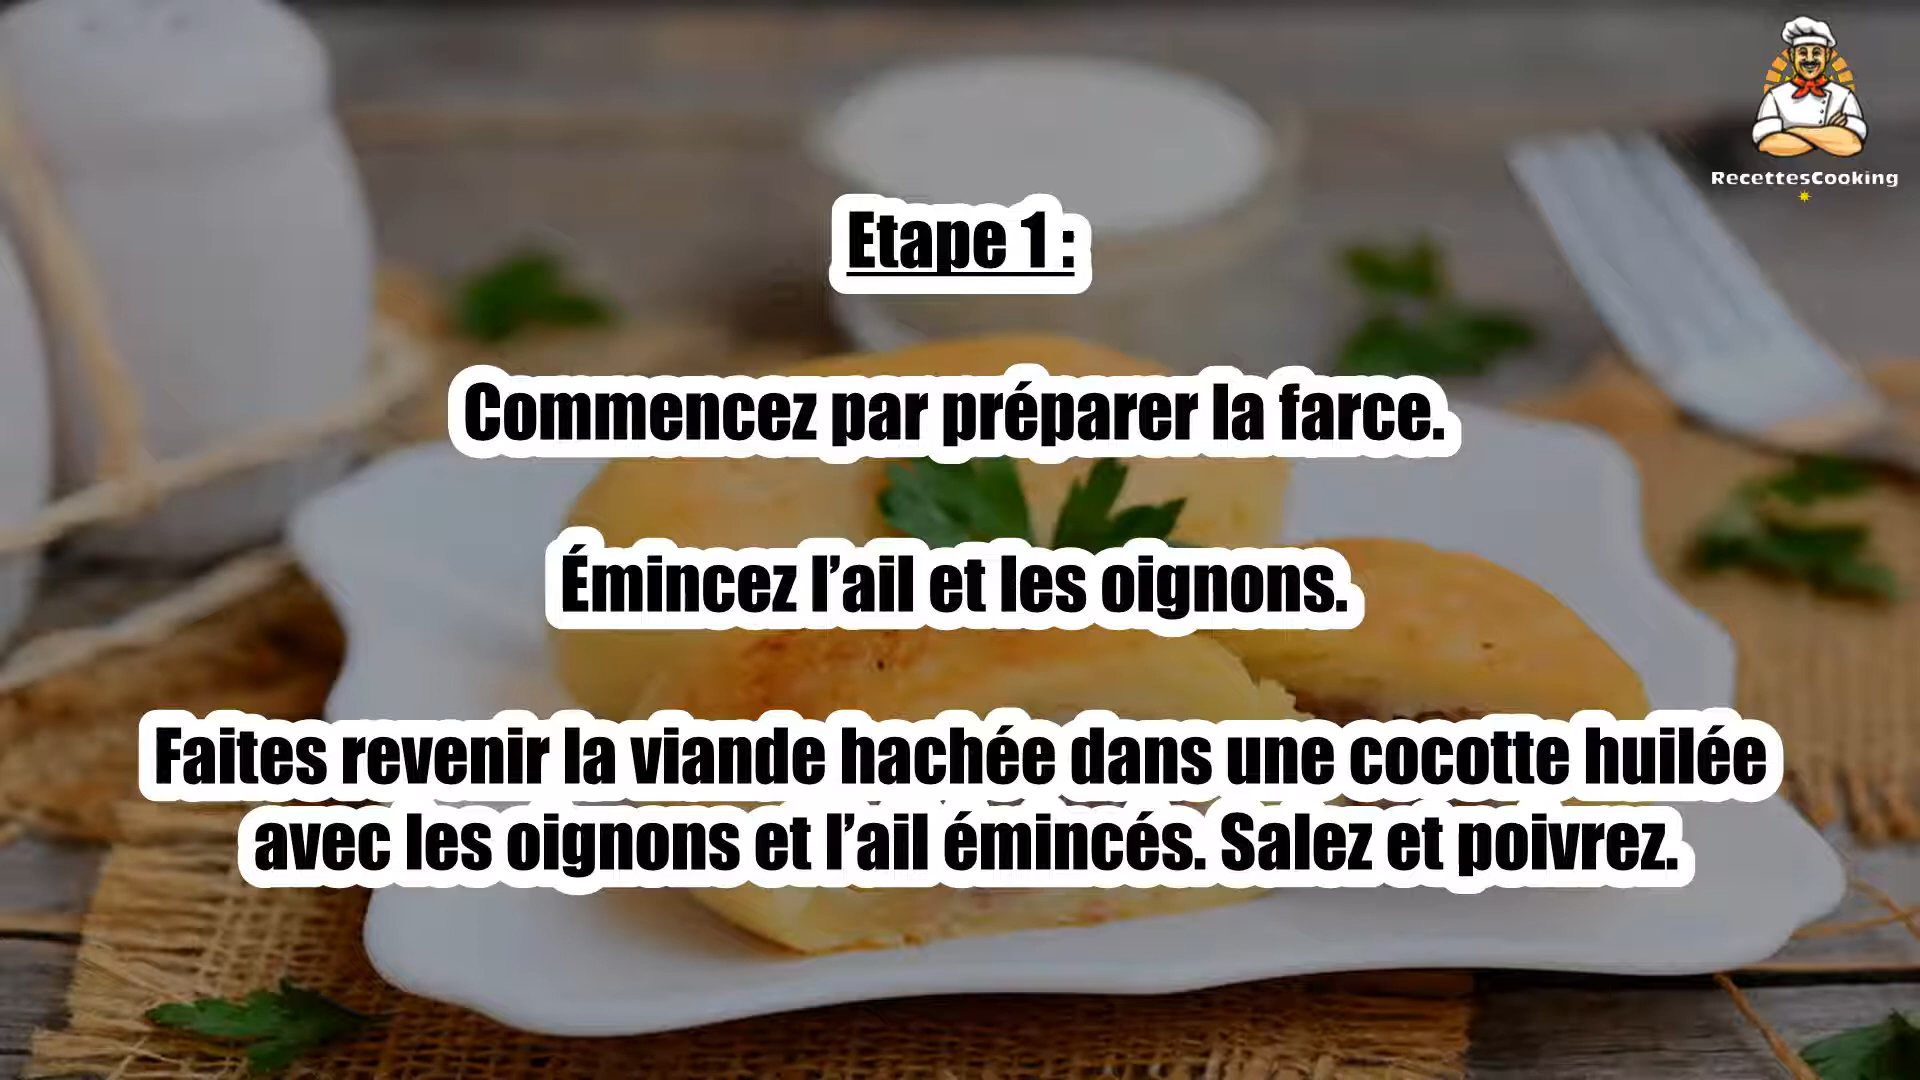 RecettesCooking
Etape 1 :
Commencez par préparer la farce.
Émincez l’ail et les oignons.
Faites revenir la viande hachée dans une cocotte huilée
avec les oignons et l’ail émincés. Salez et poivrez.